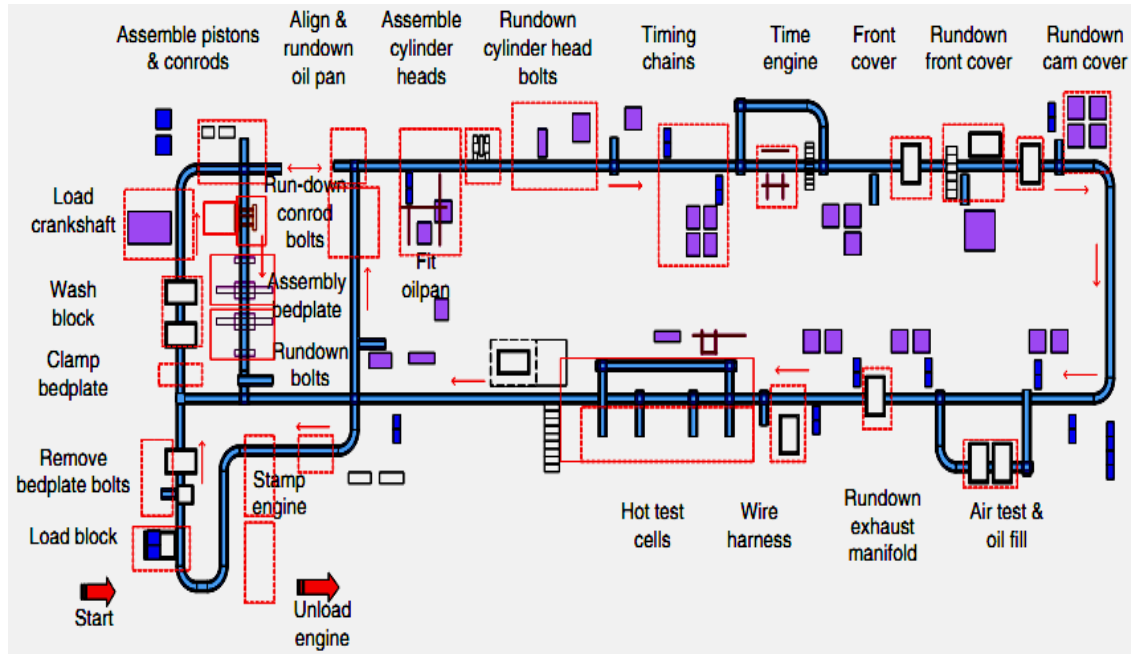 Assemble pistons
& conrods
Align &
rundown
oil pan
Assemble
cylinder
heads
Rundown
cylinder head
bolts
Timing
chains
Time
engine
Front
cover
Rundown
front cover
Rundown
cam cover
Load
crankshaft
Run-down
conrod
bolts
Fit
oilpan
Wash
block
Assembly
bedplate
Clamp
bedplate
Rundown
bolts
Remove
bedplate bolts
Stamp
engine
Load block
Hot test
cells
Wire
harness
Rundown
exhaust
manifold
Air test &
oil fill
Start
Unload
engine